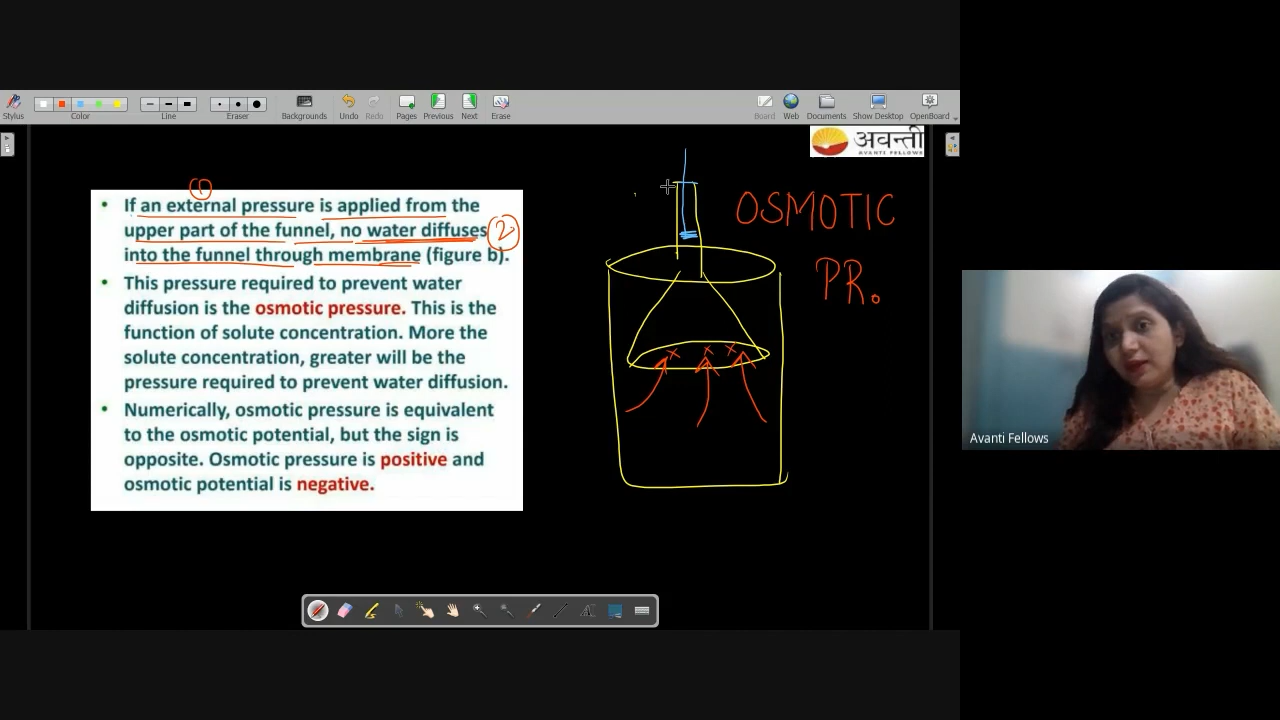 Stylus
Color
Line
Eraser
Backgrounds
Undo
Redo
Pages
Previous
Next
Erase
Board
Web
Documents
Show Desktop
OpenBoard
अवन्ती
AVANTI FELLOWS
1
• If an external pressure is applied from the
upper part of the funnel, no water diffuses
2
into the funnel through membrane (figure b).
• This pressure required to prevent water
diffusion is the osmotic pressure. This is the
function of solute concentration. More the
solute concentration, greater will be the
pressure required to prevent water diffusion.
• Numerically, osmotic pressure is equivalent
to the osmotic potential, but the sign is
opposite. Osmotic pressure is positive and
osmotic potential is negative.
OSMOTIC
PR.
Avanti Fellows